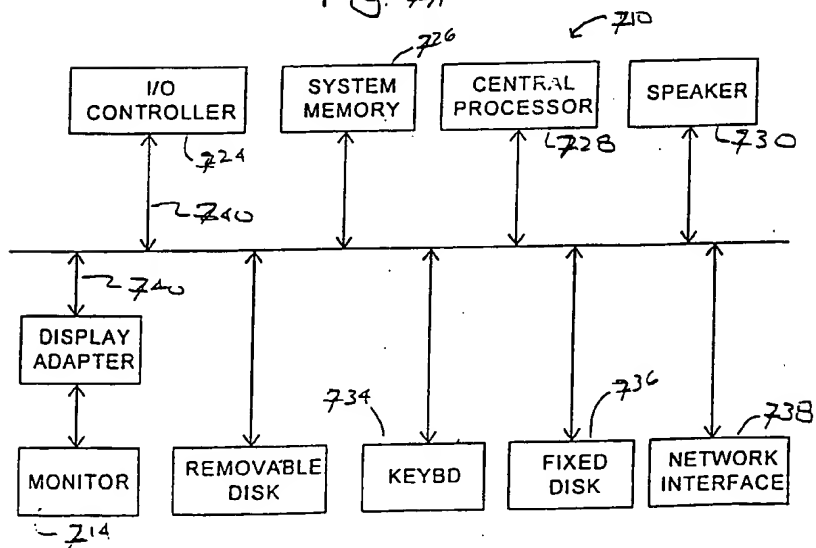 710
726
I/O
CONTROLLER
SYSTEM
MEMORY
CENTRAL
PROCESSOR
SPEAKER
724
728
730
740
740
DISPLAY
ADAPTER
734
736
738
MONITOR
REMOVABLE
DISK
KEYBD
FIXED
DISK
NETWORK
INTERFACE
714